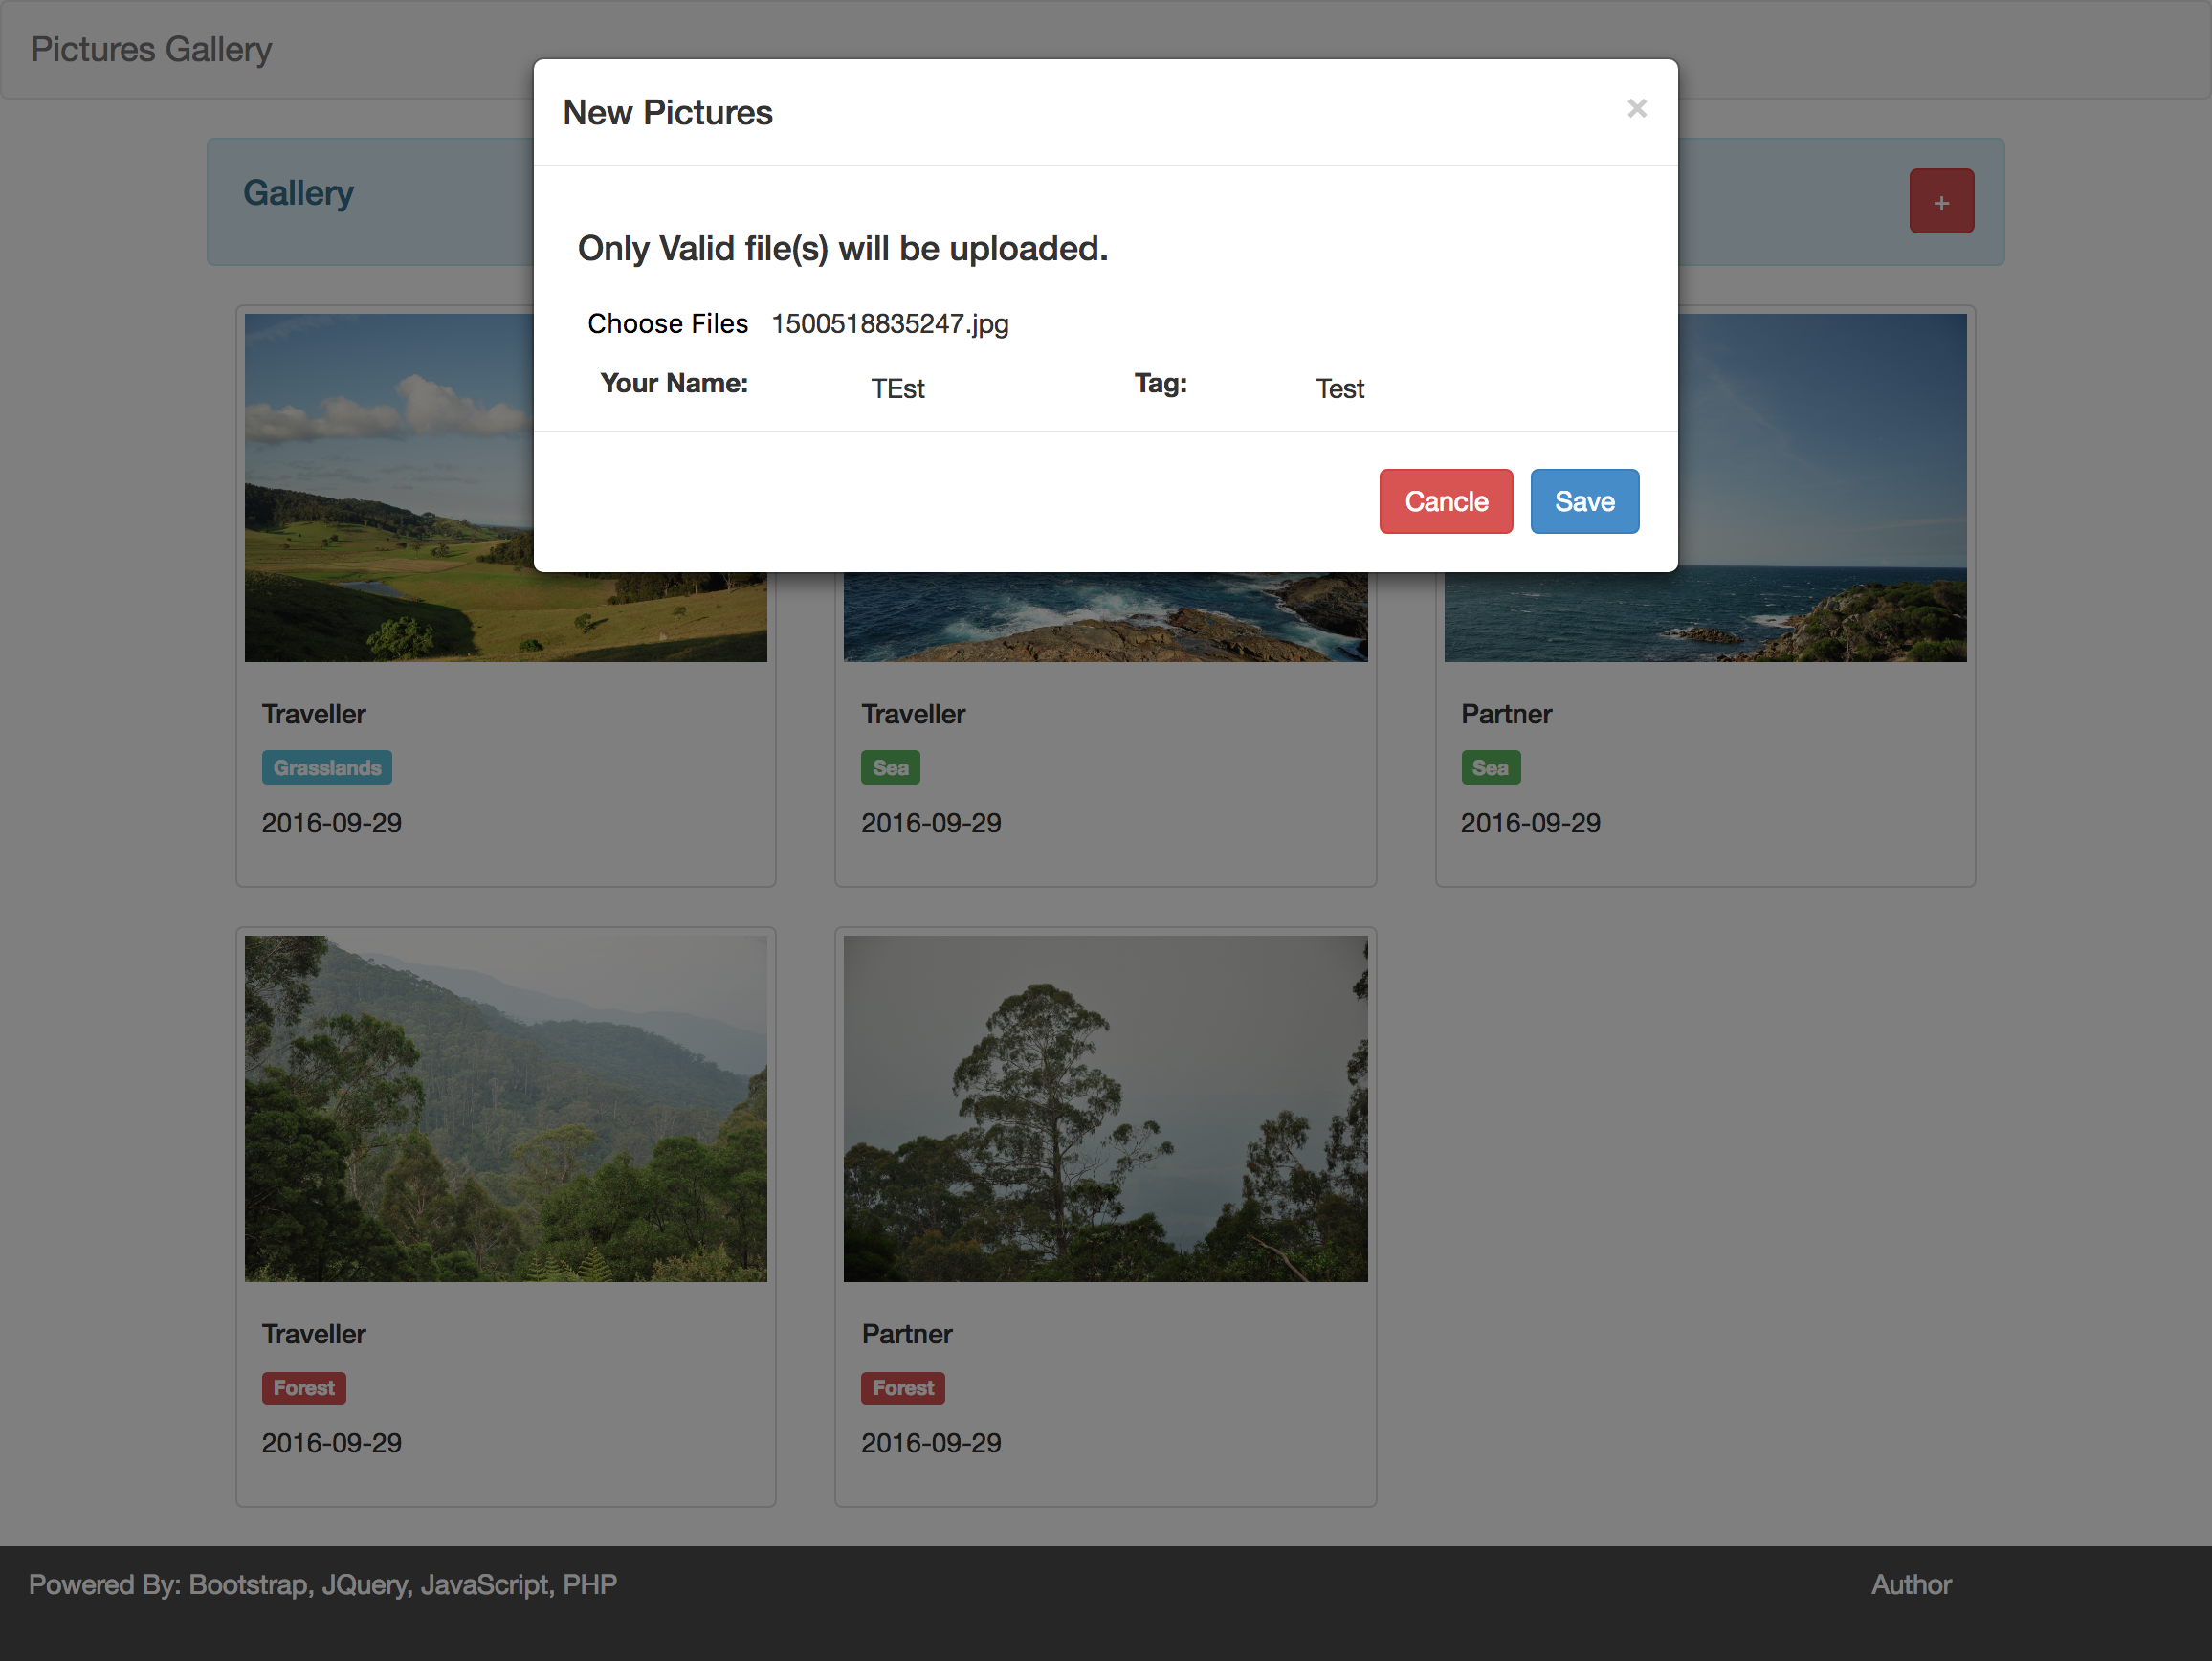 Pictures Gallery
New Pictures ×
Gallery
+
Only Valid file(s) will be uploaded.
Choose Files 1500518835247.jpg
Your Name: TEst Tag: Test
Cancle Save
Traveller Traveller Partner
Grasslands Sea Sea
2016-09-29 2016-09-29 2016-09-29
Traveller Partner
Forest Forest
2016-09-29 2016-09-29
Powered By: Bootstrap, JQuery, JavaScript, PHP Author